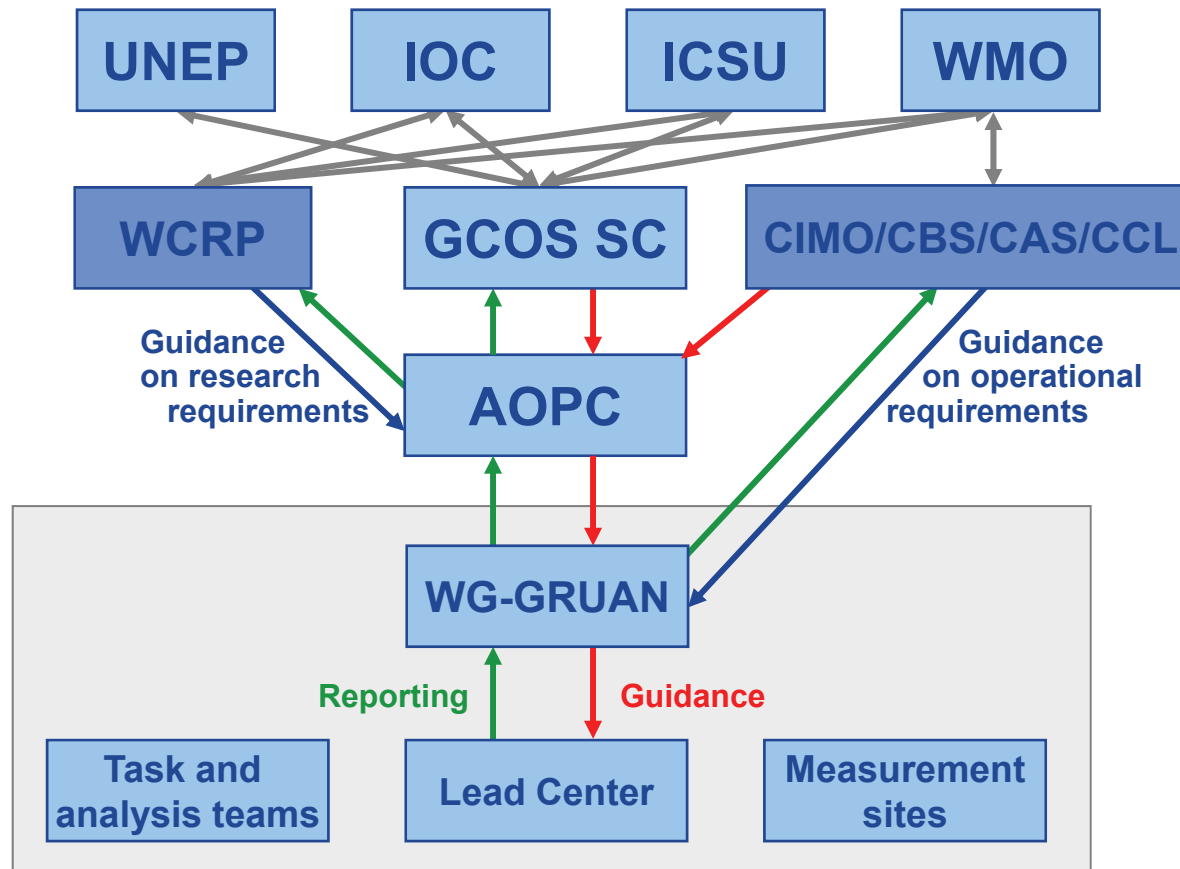 UNEP
IOC
ICSU
WMO
WCRP
GCOS SC
CIMO/CBS/CAS/CCL
Guidance
on research
requirements
AOPC
Guidance
on operational
requirements
WG-GRUAN
Reporting
Guidance
Task and
analysis teams
Lead Center
Measurement
sites